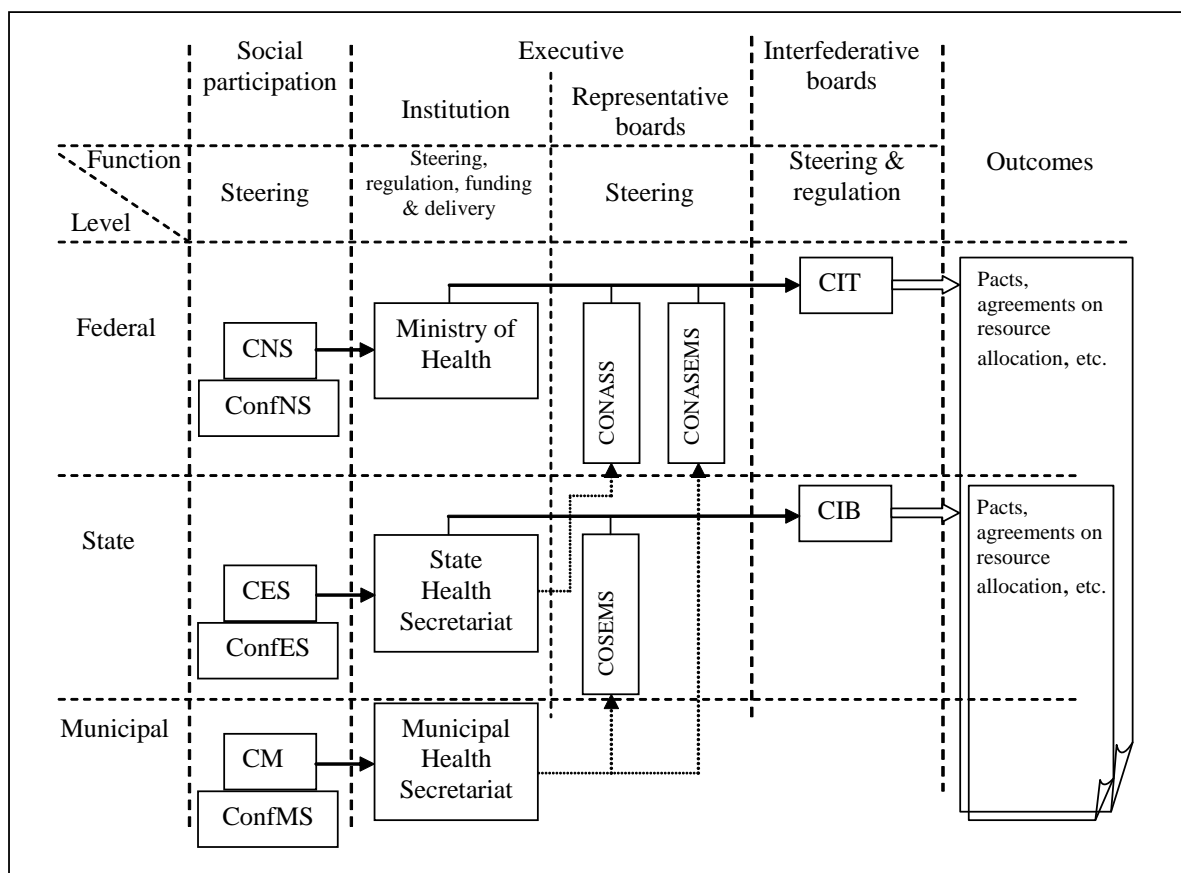 Social
participation
Executive
Interfederative
boards
Institution
Representative
boards
Function
Level
Steering
Steering,
regulation, funding
& delivery
Steering
Steering &
regulation
Outcomes
Federal
CNS
ConfNS
Ministry of
Health
CONASS
CONASEMS
CIT
Pacts,
agreements on
resource
allocation, etc.
State
CES
ConfES
State
Health
Secretariat
COSEMS
CIB
Pacts,
agreements on
resource
allocation, etc.
Municipal
CM
ConfMS
Municipal
Health
Secretariat